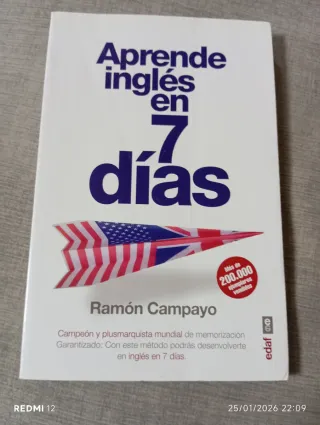 Aprende
inglés
en
7
días
Más de
200.000
ejemplares
vendidos
Ramón Campayo
Campeón y plusmarquista mundial de memorización
Garantizado: Con este método podrás desenvolverte
en inglés en 7 días.
edaf
REDMI 12
25/01/2026 22:09